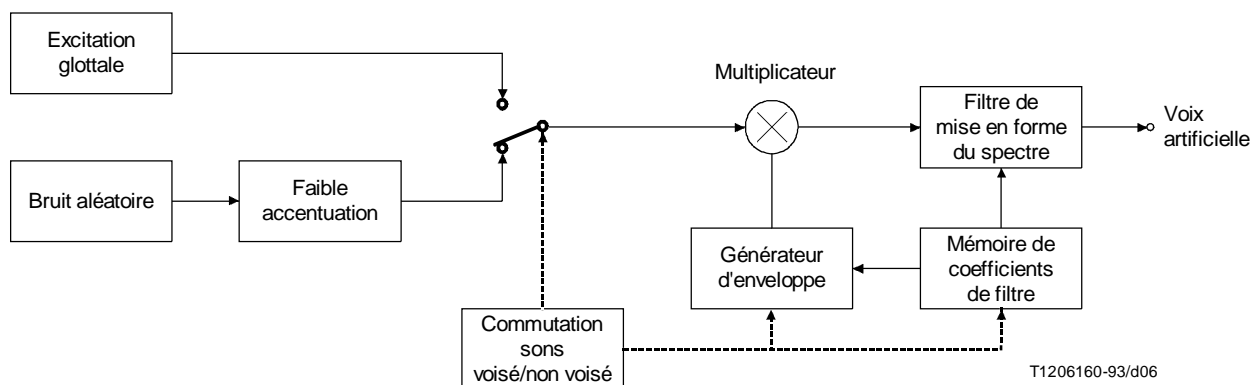 Excitation
glottale
Multiplicateur
Filtre de
mise en forme
du spectre
Voix
artificielle
Bruit aléatoire
Faible
accentuation
Générateur
d'enveloppe
Mémoire de
coefficients
de filtre
Commutation
sons
voisé/non voisé
T1206160-93/d06